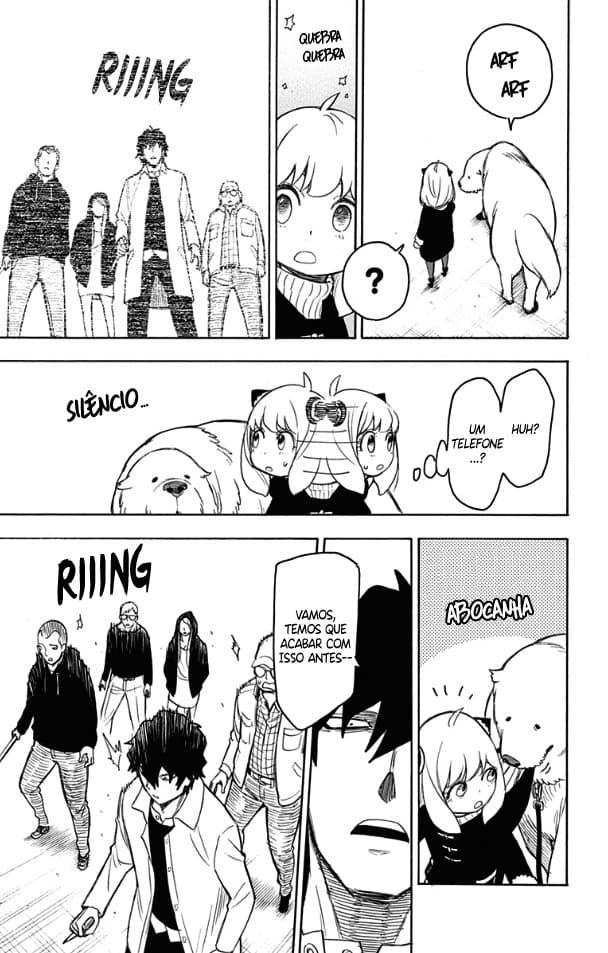 ARF
ARF
QUEBRA
QUEBRA
?
RIIING
UM HUH?
TELEFONE
...?
SILÊNCIO...
ABOCANHA
VAMOS,
TEMOS QUE
ACABAR COM
ISSO ANTES--
RIIING